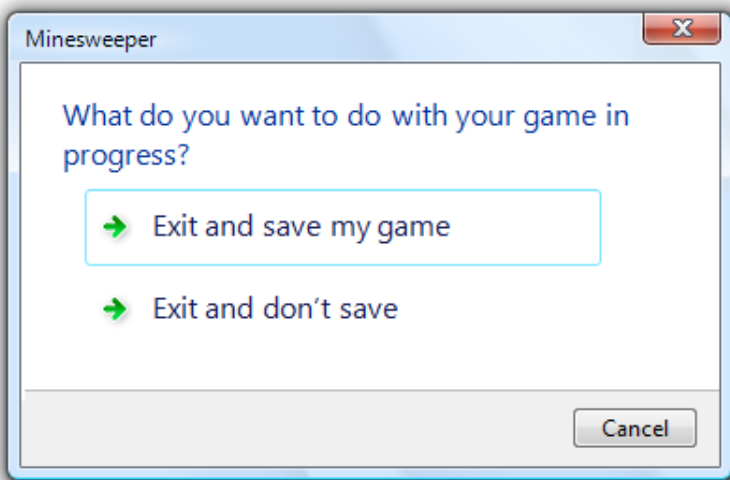 Minesweeper
What do you want to do with your game in
progress?
Exit and save my game
Exit and don't save
Cancel